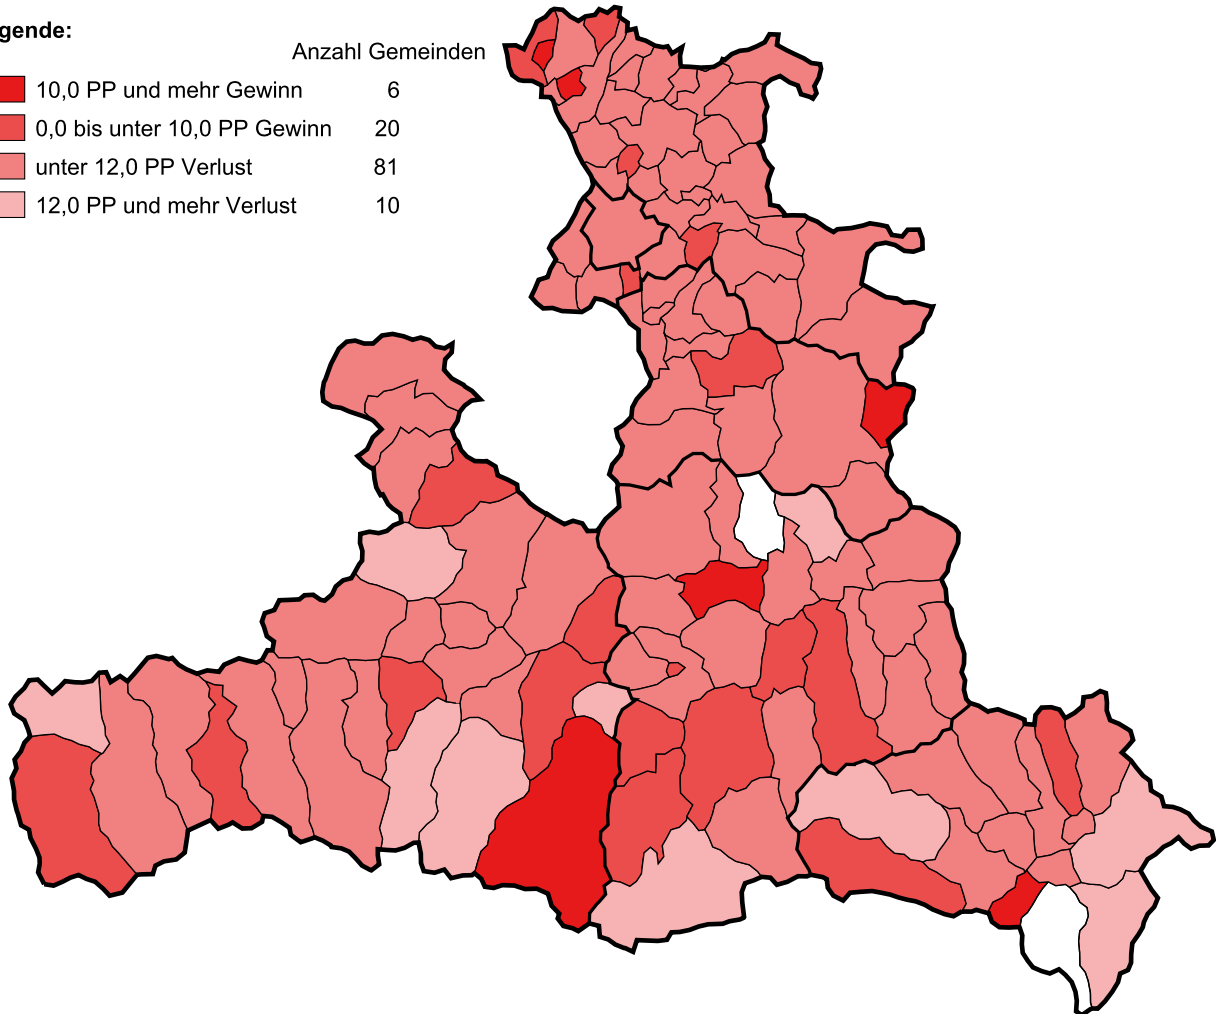 gende:
Anzahl Gemeinden
10,0 PP und mehr Gewinn 6
0,0 bis unter 10,0 PP Gewinn 20
unter 12,0 PP Verlust 81
12,0 PP und mehr Verlust 10